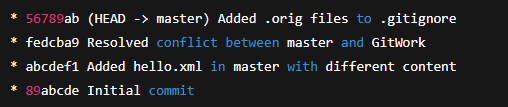 * 56789ab (HEAD -> master) Added .orig files to .gitignore
* fedcba9 Resolved conflict between master and GitWork
* abcdef1 Added hello.xml in master with different content
* 89abcde Initial commit